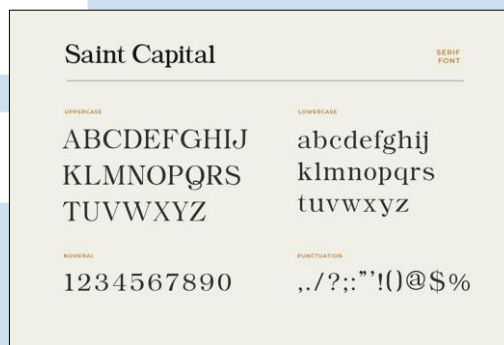 Saint Capital
SERIF
FONT
UPPERCASE
ABCDEFGHIJ
KLMNOPQRS
TUVWXYZ
LOWERCASE
abcdefghij
klmnopqrs
tuvwxyz
NUMERAL
1234567890
PUNCTUATION
,./?;:"'!()@$%